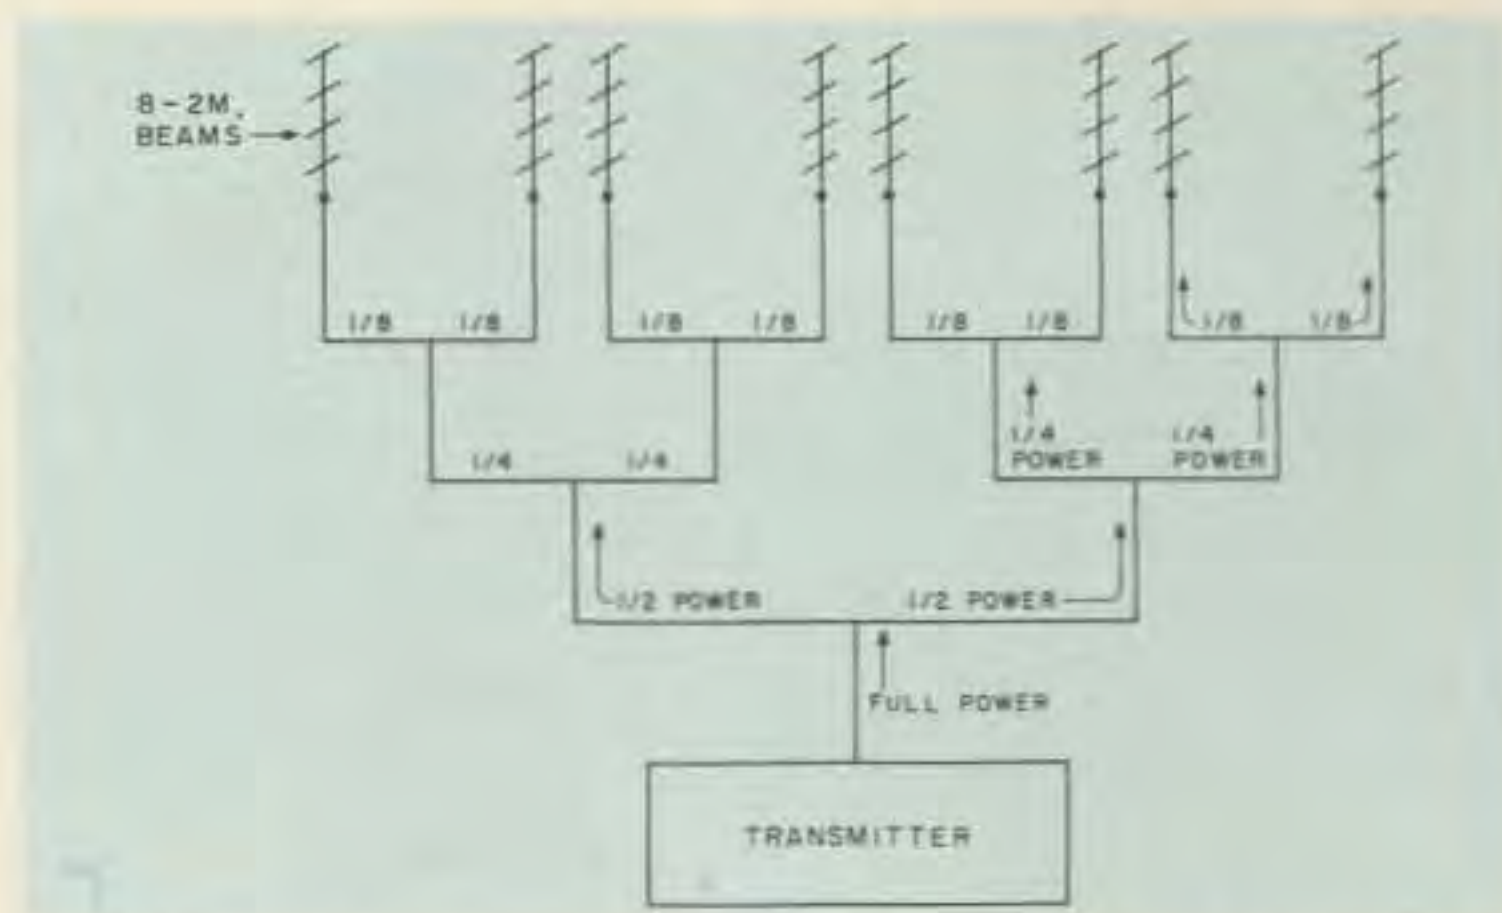 8-2M.
BEAMS
1/8 1/8 1/8 1/8 1/8 1/8 1/8 1/8
1/4 1/4 1/4
POWER 1/4
POWER
1/2 POWER 1/2 POWER
FULL POWER
TRANSMITTER